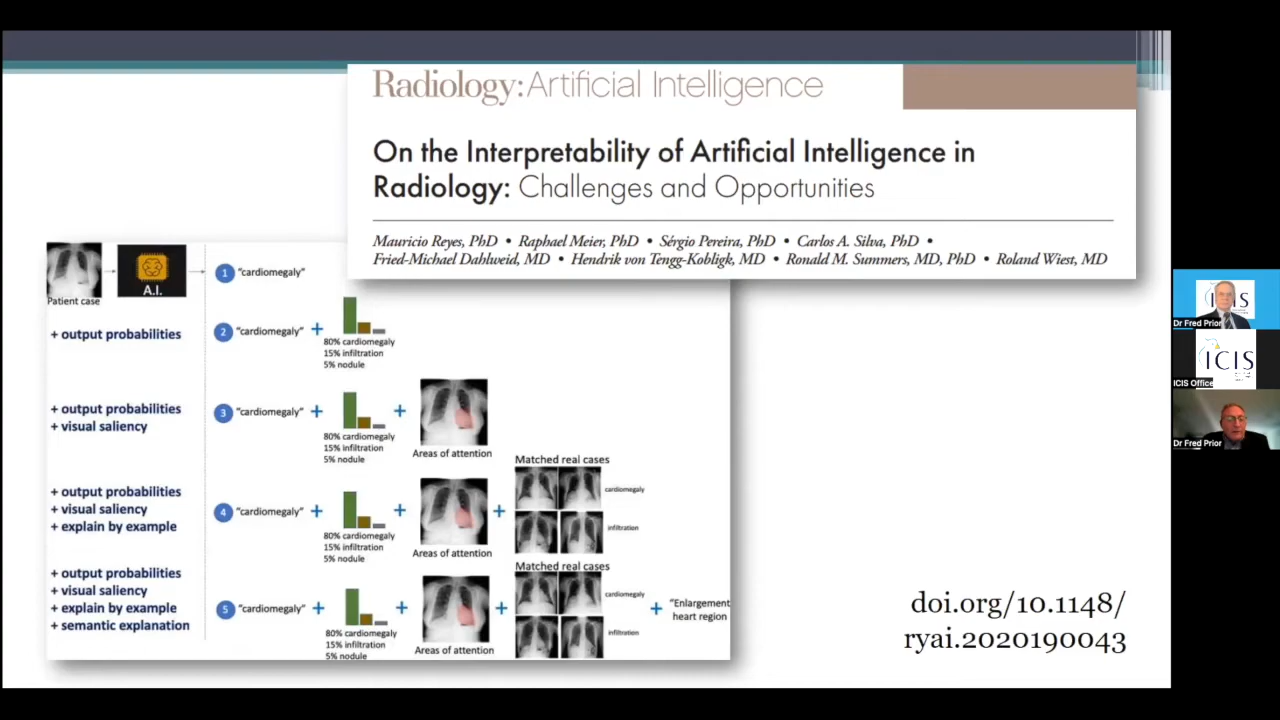 Radiology: Artificial Intelligence
On the Interpretability of Artificial Intelligence in
Radiology: Challenges and Opportunities
Mauricio Reyes, PhD • Raphael Meier, PhD • Sérgio Pereira, PhD • Carlos A. Silva, PhD •
Fried-Michael Dahlweid, MD • Hendrik von Tengg-Kobligk, MD • Ronald M. Summers, MD, PhD • Roland Wiest, MD
A.I.
Patient case
1 "cardiomegaly"
+ output probabilities
2 "cardiomegaly" +
80% cardiomegaly
15% infiltration
5% nodule
+ output probabilities
+ visual saliency
3 "cardiomegaly" + +
80% cardiomegaly
15% infiltration
5% nodule
Areas of attention
+ output probabilities
+ visual saliency
+ explain by example
4 "cardiomegaly" + + +
80% cardiomegaly
15% infiltration
5% nodule
Areas of attention
Matched real cases
cardiomegaly
infiltration
+ output probabilities
+ visual saliency
+ explain by example
+ semantic explanation
5 "cardiomegaly" + + + +
80% cardiomegaly
15% infiltration
5% nodule
Areas of attention
Matched real cases
cardiomegaly
infiltration
"Enlargement
heart region
doi.org/10.1148/
ryai.2020190043
Dr Fred Prior
ICIS
ICIS Office
Dr Fred Prior